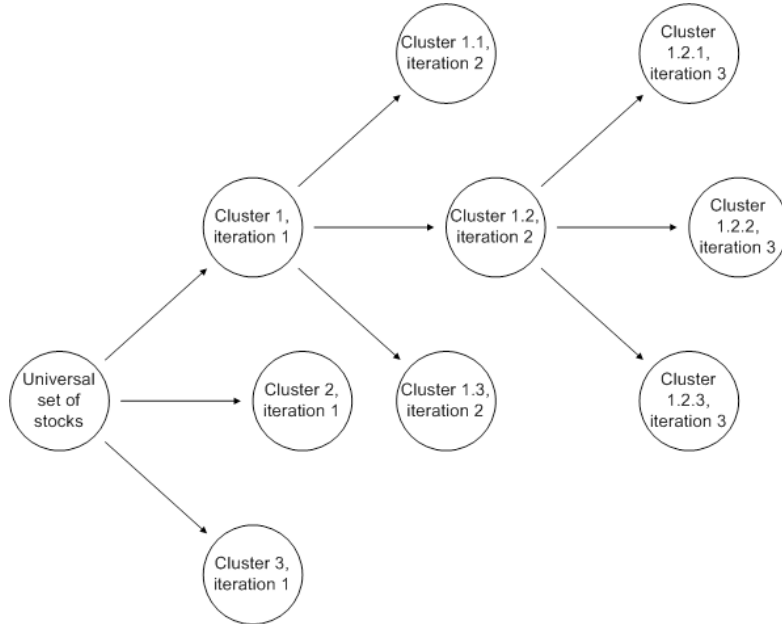 Cluster 1.1,
iteration 2
Cluster
1.2.1,
iteration 3
Cluster 1,
iteration 1
Cluster 1.2,
iteration 2
Cluster
1.2.2,
iteration 3
Universal
set of
stocks
Cluster 2,
iteration 1
Cluster 1.3,
iteration 2
Cluster
1.2.3,
iteration 3
Cluster 3,
iteration 1